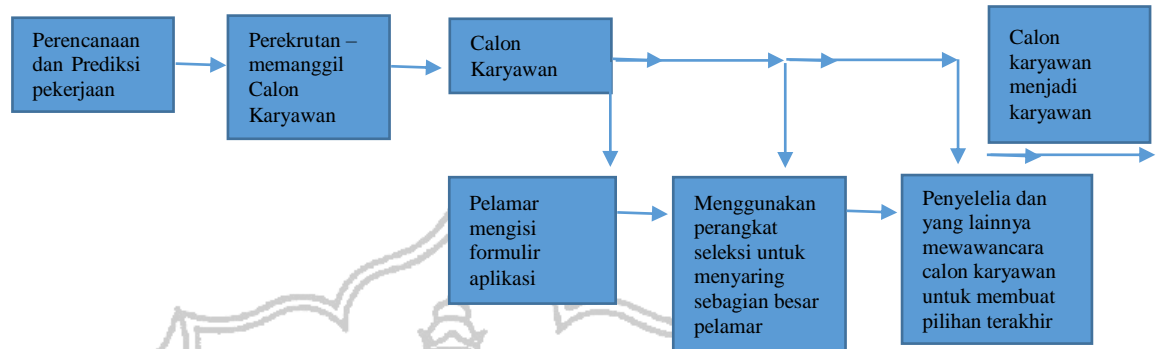 Perencanaan
dan Prediksi
pekerjaan
Perekrutan –
memanggil
Calon
Karyawan
Calon
Karyawan
Calon
karyawan
menjadi
karyawan
Pelamar
mengisi
formulir
aplikasi
Menggunakan
perangkat
seleksi untuk
menyaring
sebagian besar
pelamar
Penyelelia dan
yang lainnya
mewawancara
calon karyawan
untuk membuat
pilihan terakhir